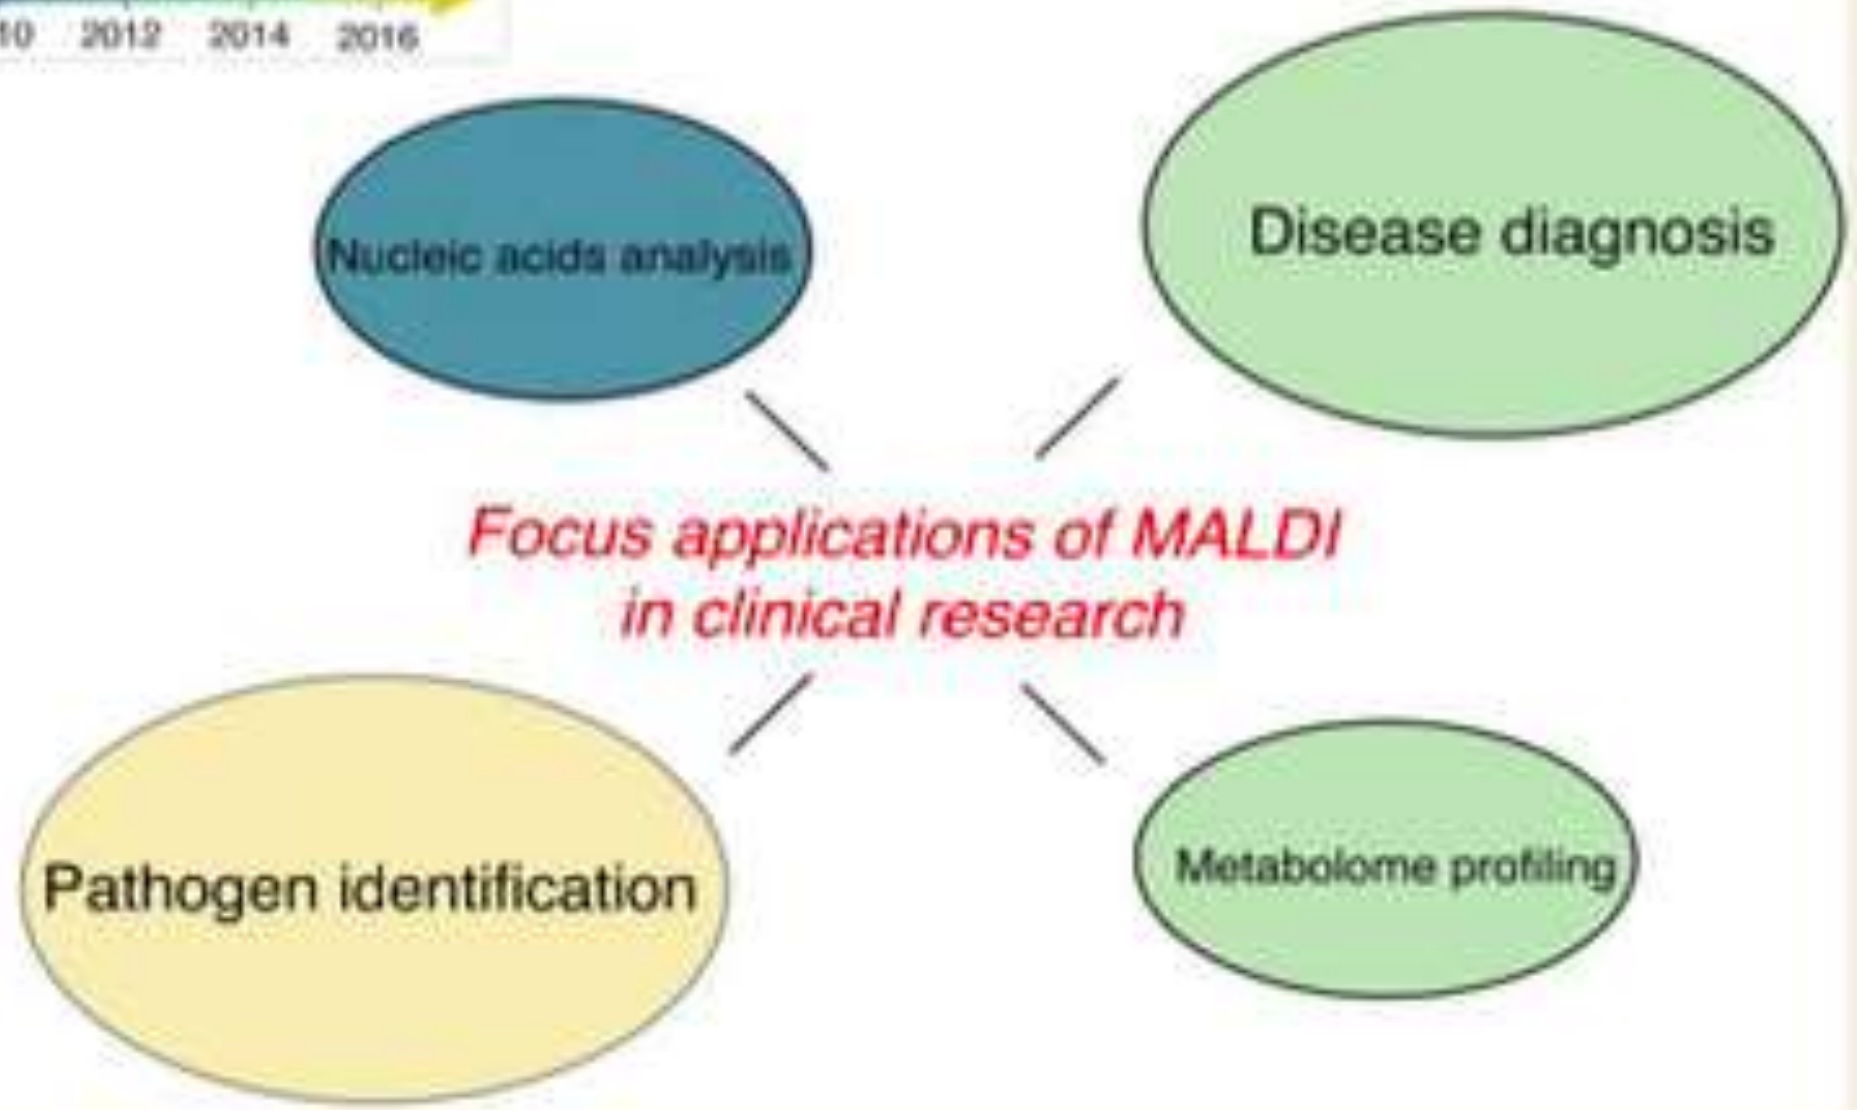 10 2012 2014 2016
Nucleic acids analysis
Disease diagnosis
Focus applications of MALDI
in clinical research
Pathogen identification
Metabolome profiling